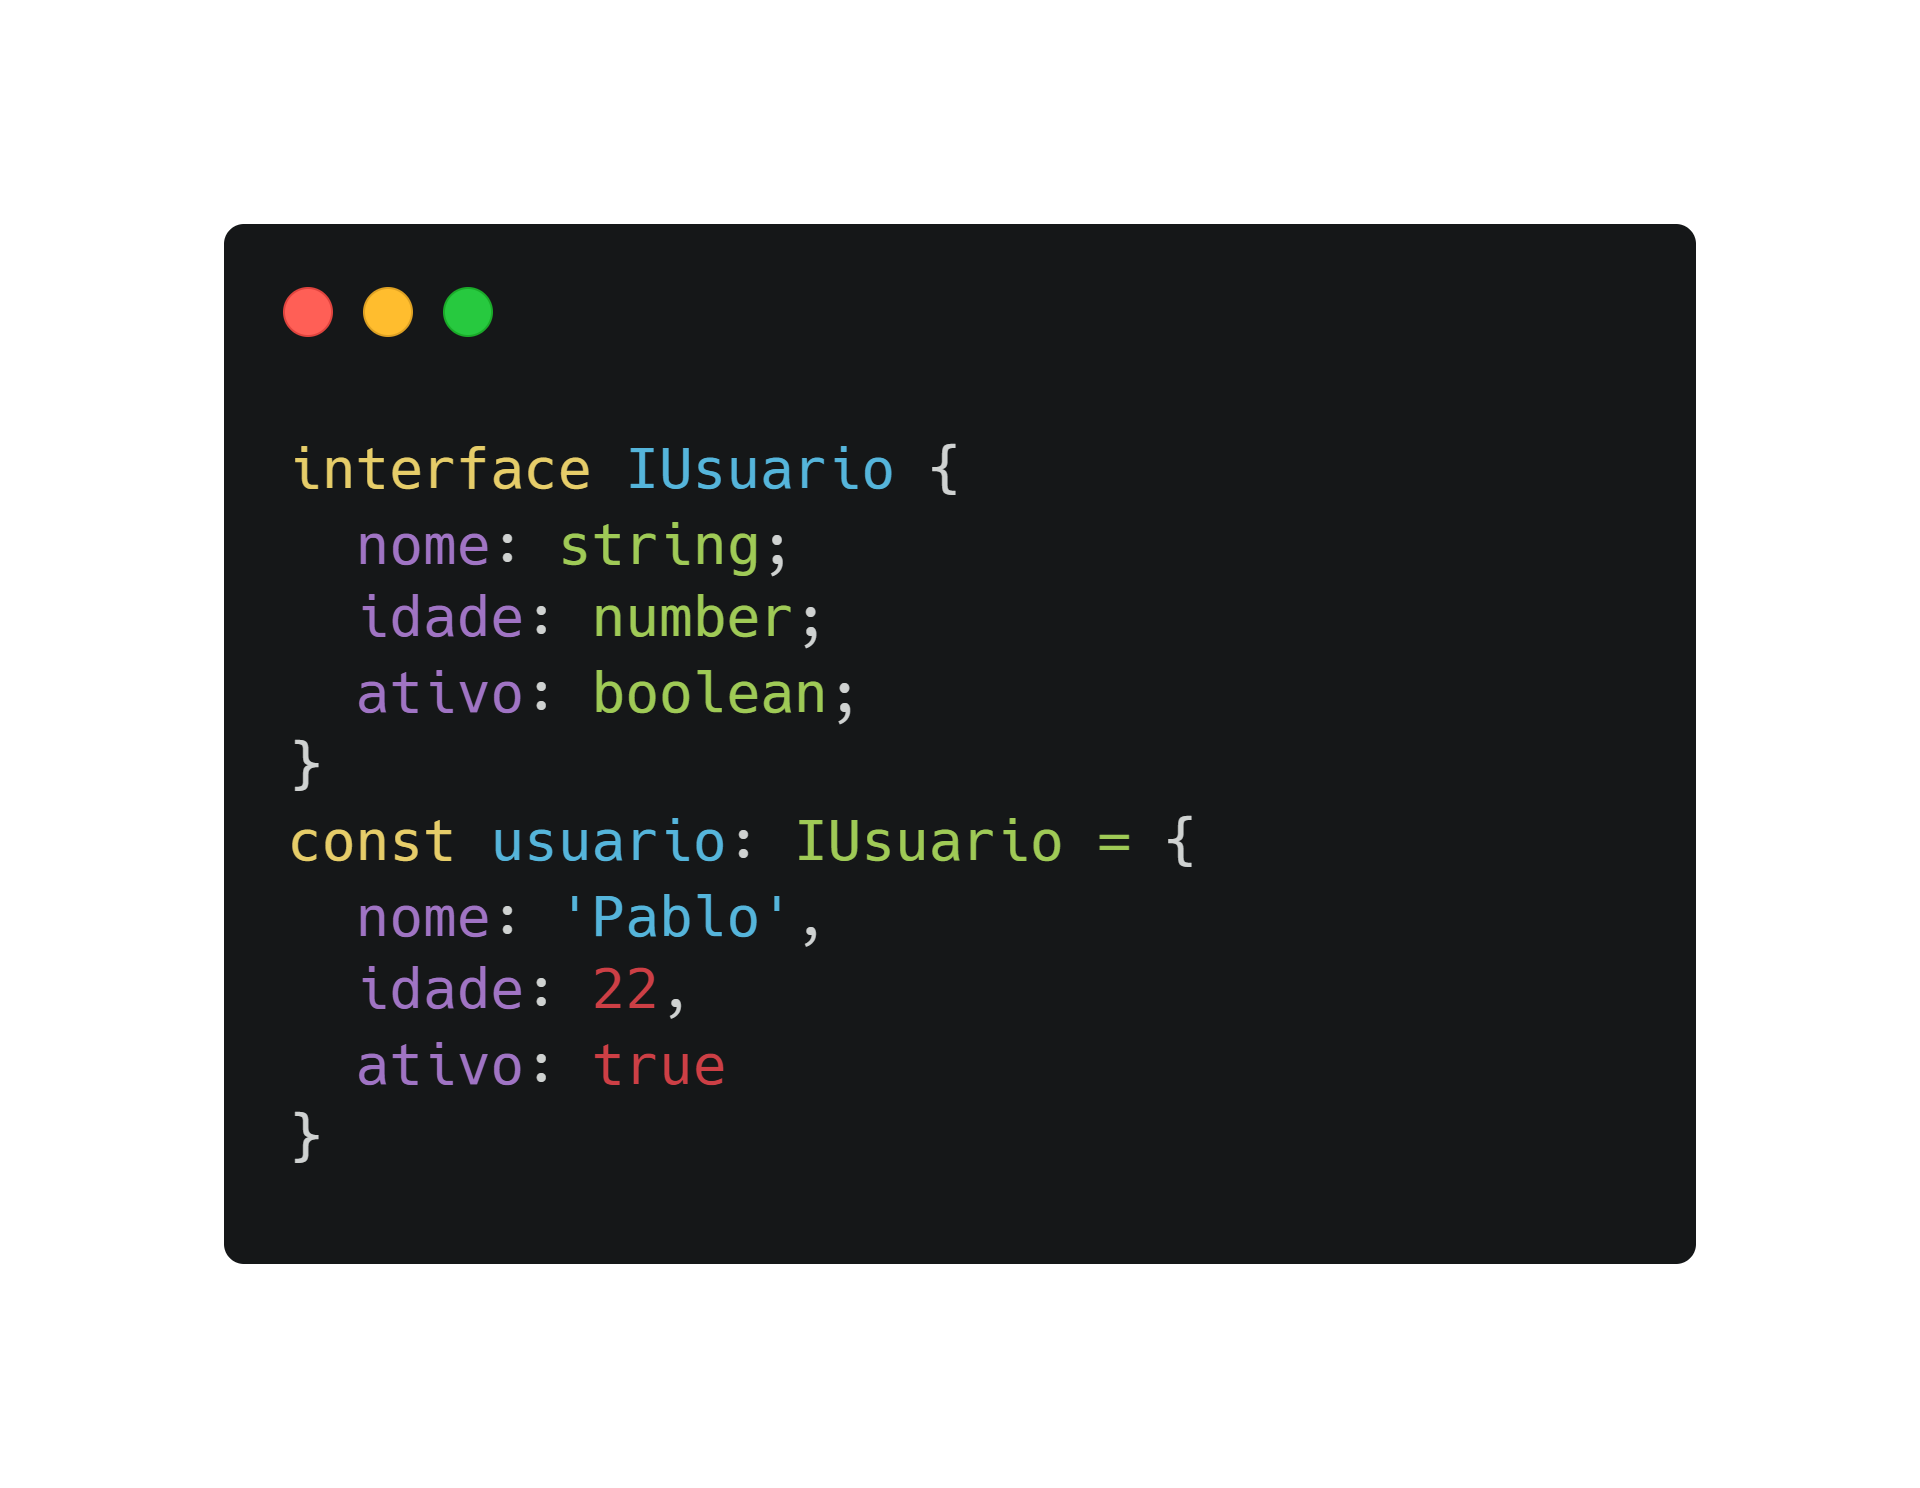 interface IUsuario {
  nome: string;
  idade: number;
  ativo: boolean;
}
const usuario: IUsuario = {
  nome: 'Pablo',
  idade: 22,
  ativo: true
}